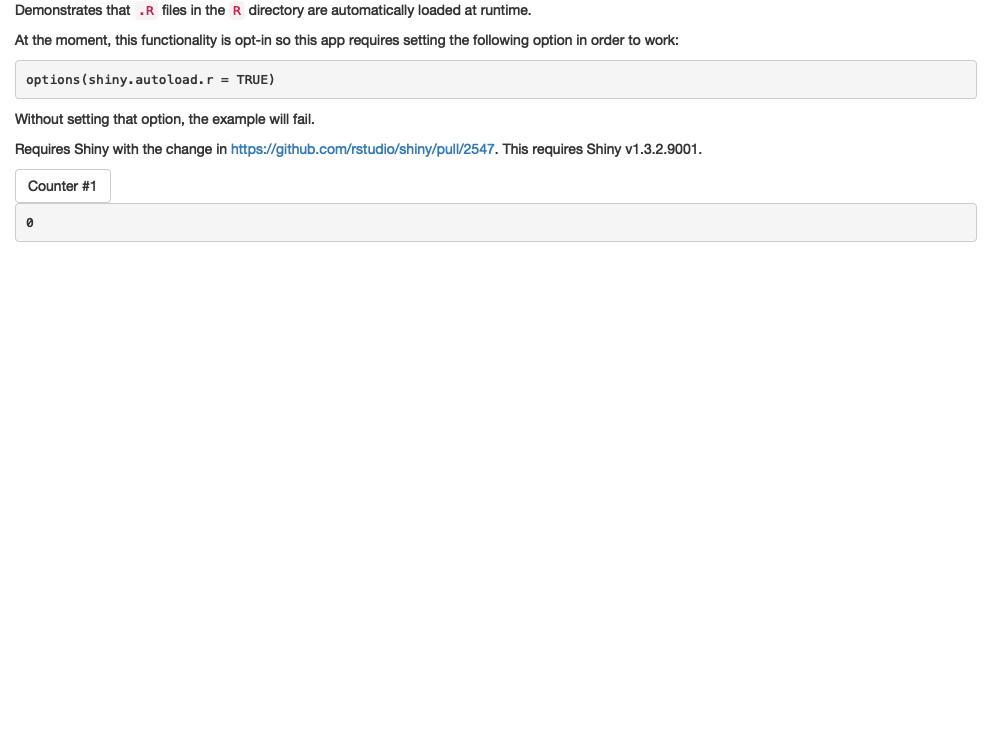 Demonstrates that .R files in the R directory are automatically loaded at runtime.
At the moment, this functionality is opt-in so this app requires setting the following option in order to work:
options(shiny.autoload.r = TRUE)
Without setting that option, the example will fail.
Requires Shiny with the change in https://github.com/rstudio/shiny/pull/2547. This requires Shiny v1.3.2.9001.
Counter #1
0